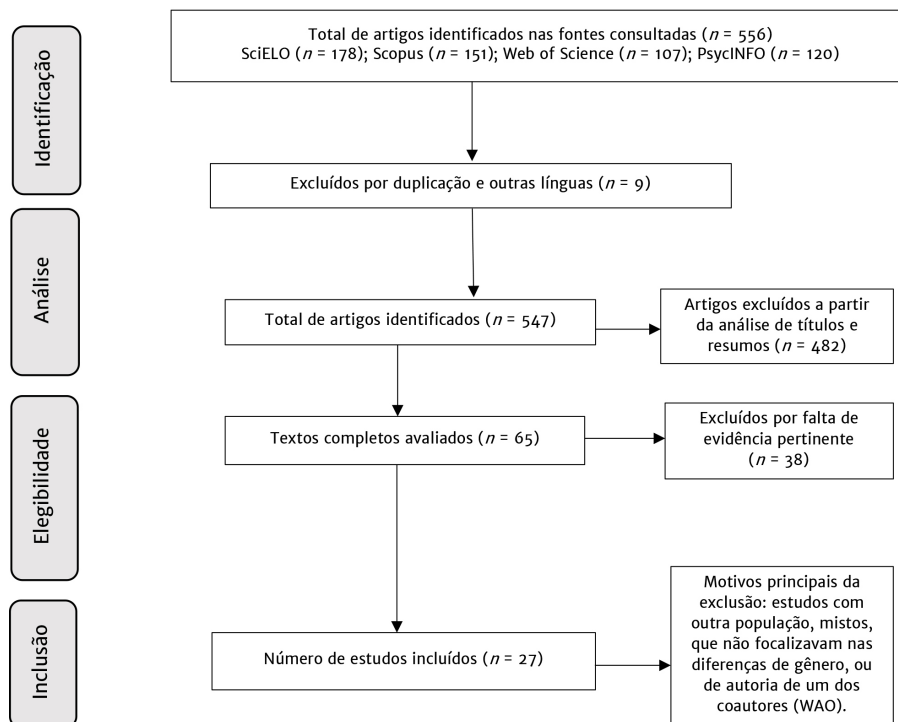 Identificação
Total de artigos identificados nas fontes consultadas (n = 556)
SciELO (n = 178); Scopus (n = 151); Web of Science (n = 107); PsycINFO (n = 120)
Excluídos por duplicação e outras línguas (n = 9)
Análise
Total de artigos identificados (n = 547)
Artigos excluídos a partir
da análise de títulos e
resumos (n = 482)
Elegibilidade
Textos completos avaliados (n = 65)
Excluídos por falta de
evidência pertinente
(n = 38)
Inclusão
Número de estudos incluídos (n = 27)
Motivos principais da
exclusão: estudos com
outra população, mistos,
que não focalizavam nas
diferenças de gênero, ou
de autoria de um dos
coautores (WAO).